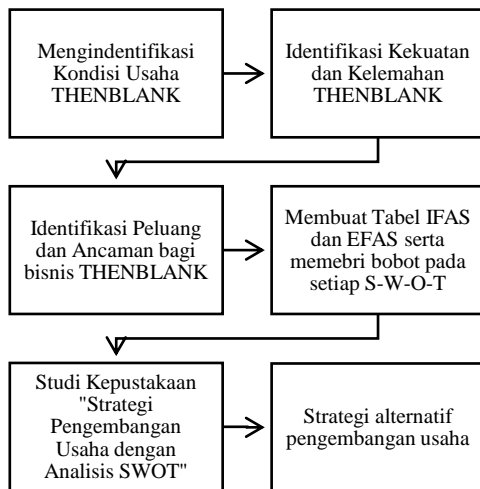 Mengindentifikasi
Kondisi Usaha
THENBLANK
Identifikasi Kekuatan
dan Kelemahan
THENBLANK
Identifikasi Peluang
dan Ancaman bagi
bisnis THENBLANK
Membuat Tabel IFAS
dan EFAS serta
memebri bobot pada
setiap S-W-O-T
Studi Kepustakaan
"Strategi
Pengembangan
Usaha dengan
Analisis SWOT"
Strategi alternatif
pengembangan usaha